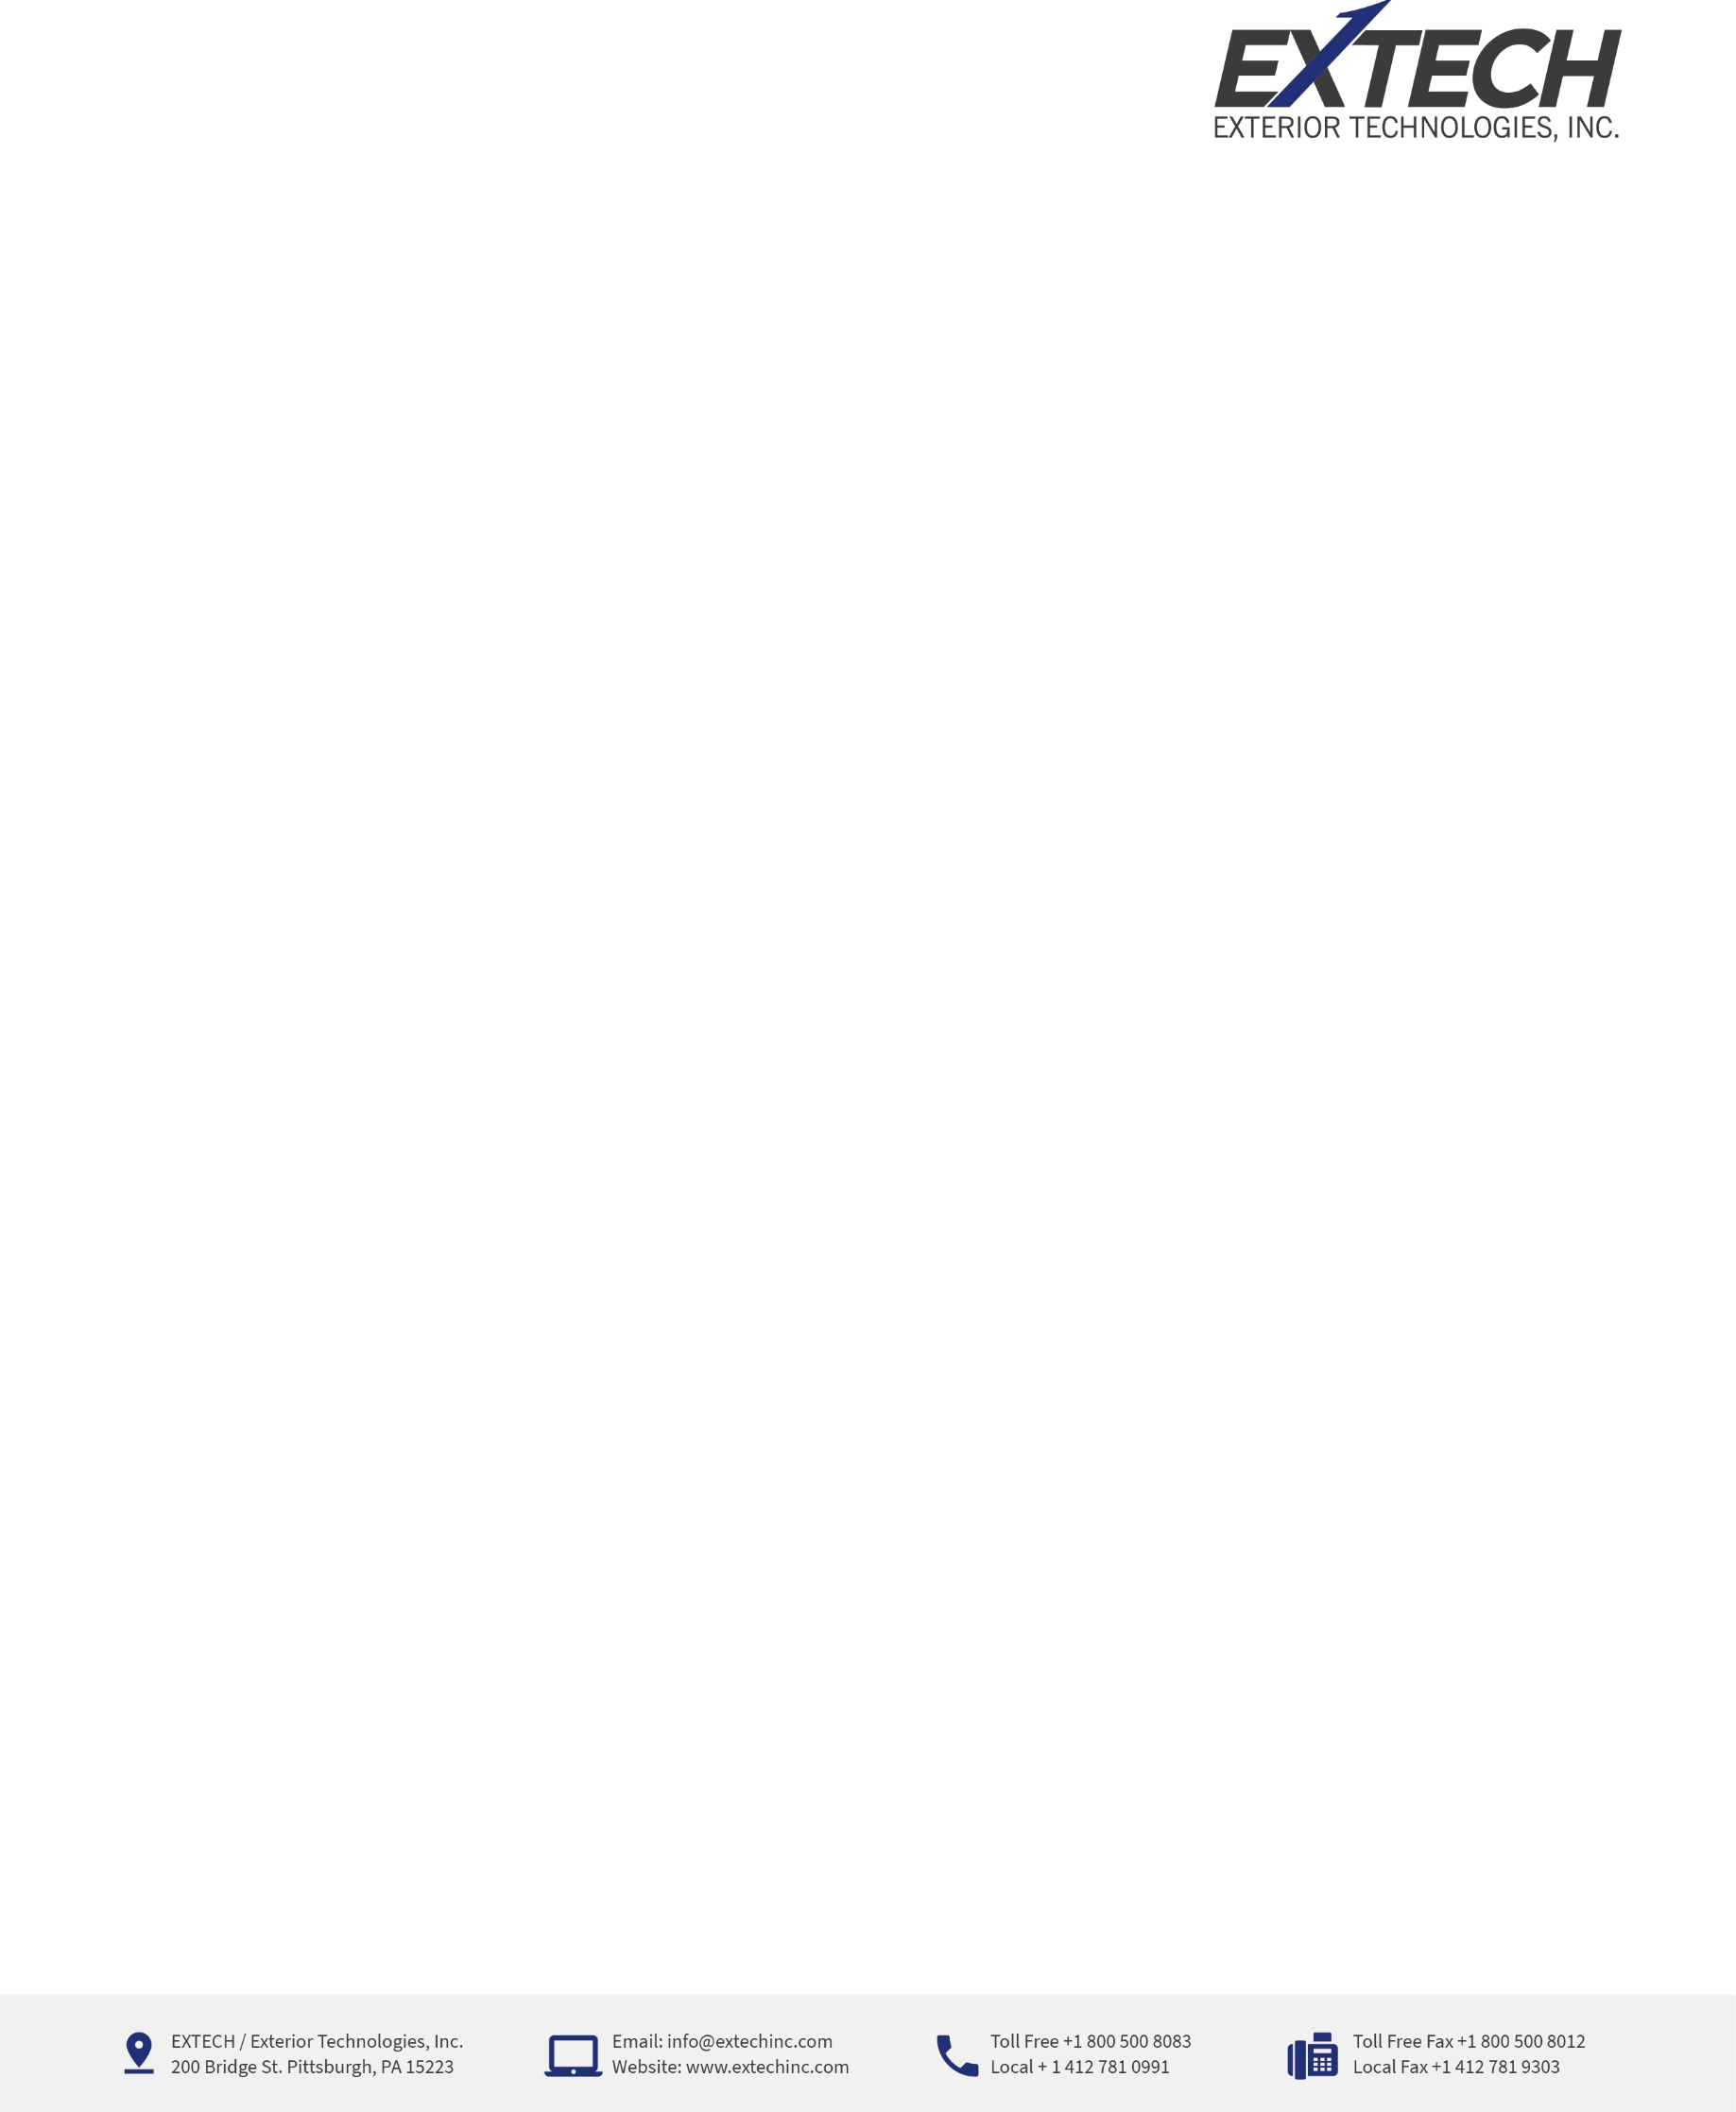 EXTECH
EXTERIOR TECHNOLOGIES, INC.
EXTECH / Exterior Technologies, Inc.
200 Bridge St. Pittsburgh, PA 15223
Email: info@extechinc.com
Website: www.extechinc.com
Toll Free +1 800 500 8083
Local + 1 412 781 0991
Toll Free Fax +1 800 500 8012
Local Fax +1 412 781 9303